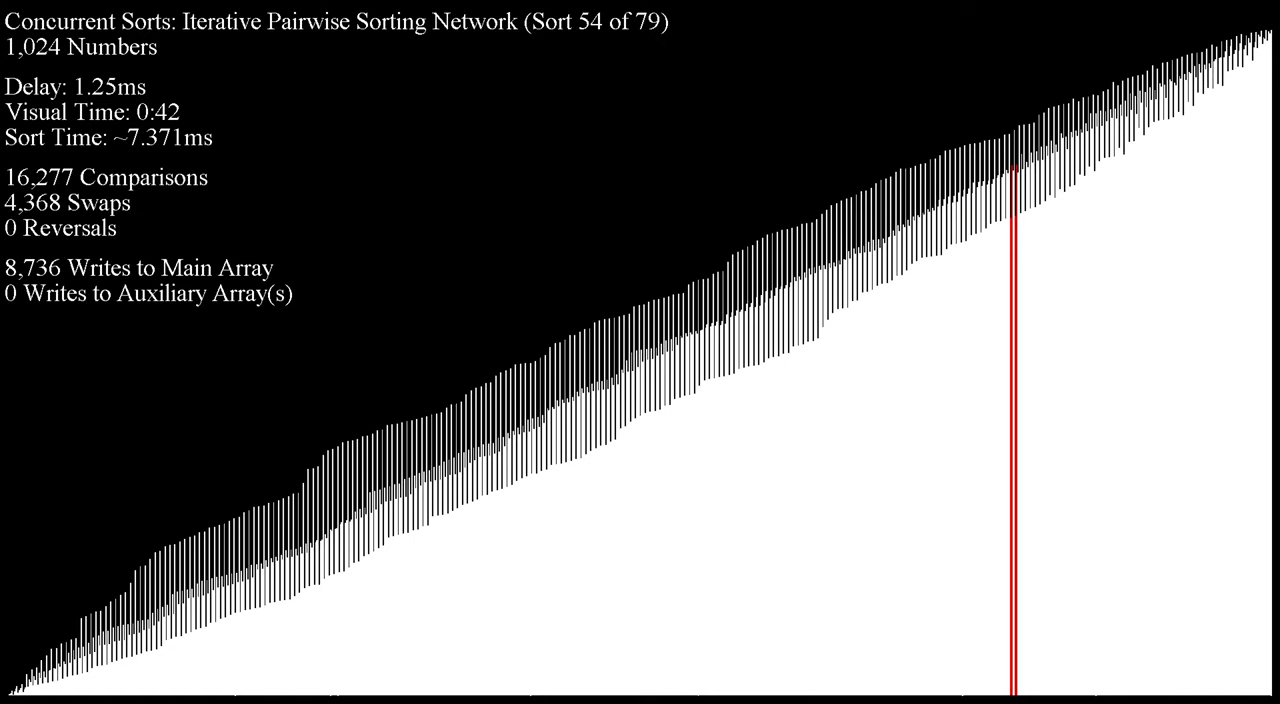 Concurrent Sorts: Iterative Pairwise Sorting Network (Sort 54 of 79)
1,024 Numbers
Delay: 1.25ms
Visual Time: 0:42
Sort Time: ~7.371ms
16,277 Comparisons
4,368 Swaps
0 Reversals
8,736 Writes to Main Array
0 Writes to Auxiliary Array(s)